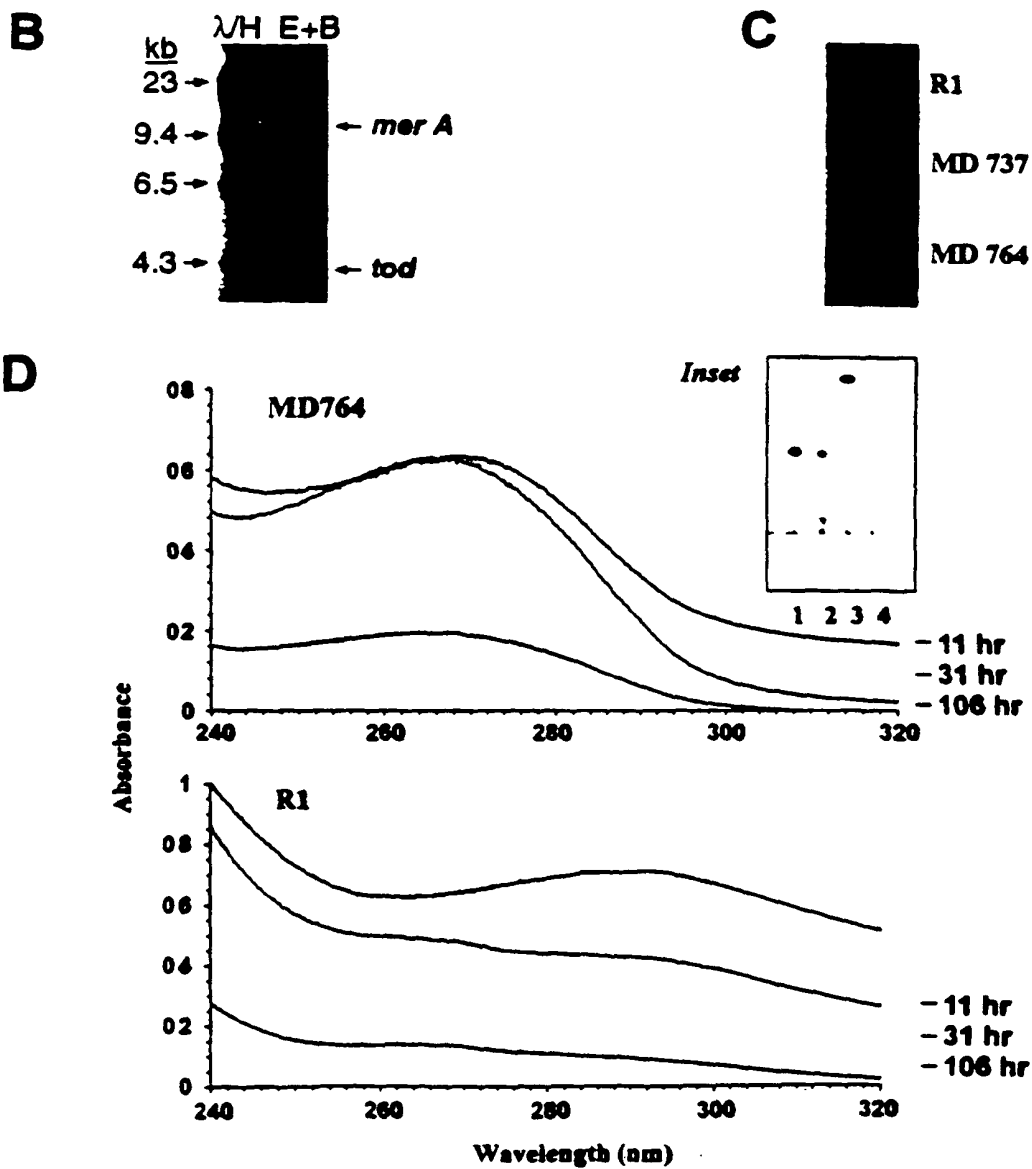 B
λ/H E+B
kb
23
9.4
6.5
4.3
mer A
tod
C
R1
MD 737
MD 764
D
Inset
1 2 3 4
MD764
08
06
04
02
0
240 260 280 300 320
– 11 hr
– 31 hr
– 106 hr
Absorbance
R1
1
08
06
04
02
0
240 260 280 300 320
– 11 hr
– 31 hr
– 106 hr
Wavelength (nm)